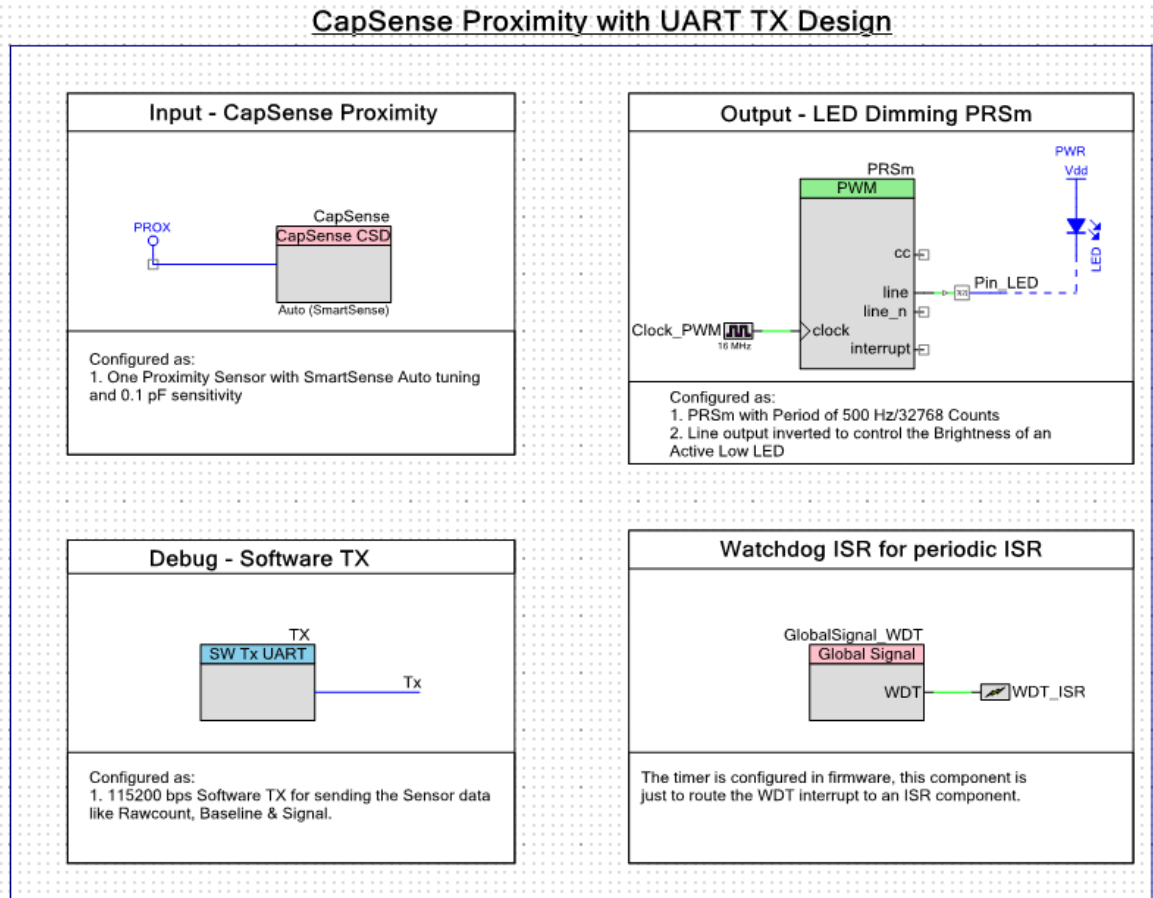 CapSense Proximity with UART TX Design
Input - CapSense Proximity
PROX
CapSense
CapSense CSD
Auto (SmartSense)
Configured as:
1. One Proximity Sensor with SmartSense Auto tuning
and 0.1 pF sensitivity
Output - LED Dimming PRSm
PWR
Vdd
LED
PRSm
PWM
cc
line
Pin_LED
line_n
Clock_PWM
16 MHz
clock
interrupt
Configured as:
1. PRSm with Period of 500 Hz/32768 Counts
2. Line output inverted to control the Brightness of an
Active Low LED
Debug - Software TX
TX
SW Tx UART
Tx
Configured as:
1. 115200 bps Software TX for sending the Sensor data
like Rawcount, Baseline & Signal.
Watchdog ISR for periodic ISR
GlobalSignal_WDT
Global Signal
WDT
WDT_ISR
The timer is configured in firmware, this component is
just to route the WDT interrupt to an ISR component.